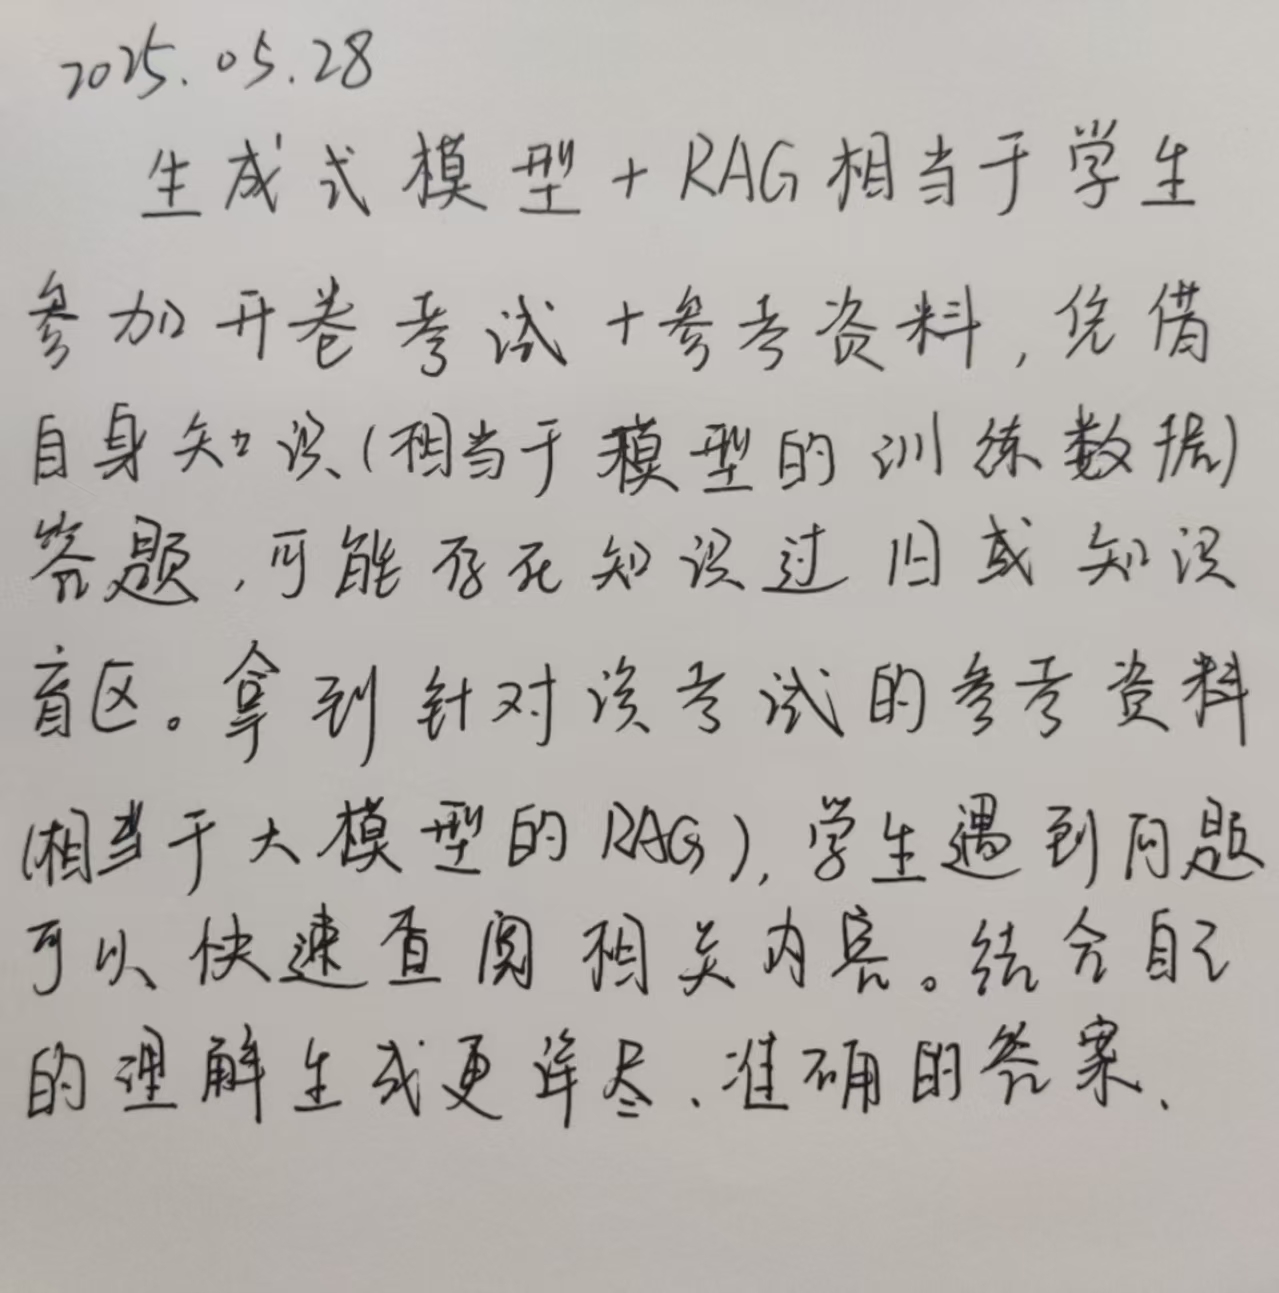 2025.05.28
生成式模型+RAG相当于学生
参加开卷考试+参考资料,凭借
自身知识(相当于模型的训练数据)
答题,可能存在知识过旧或知识
盲区。拿到针对该考试的参考资料
(相当于大模型的RAG),学生遇到问题
可以快速查阅相关内容。结合自己
的理解生成更详尽、准确的答案.